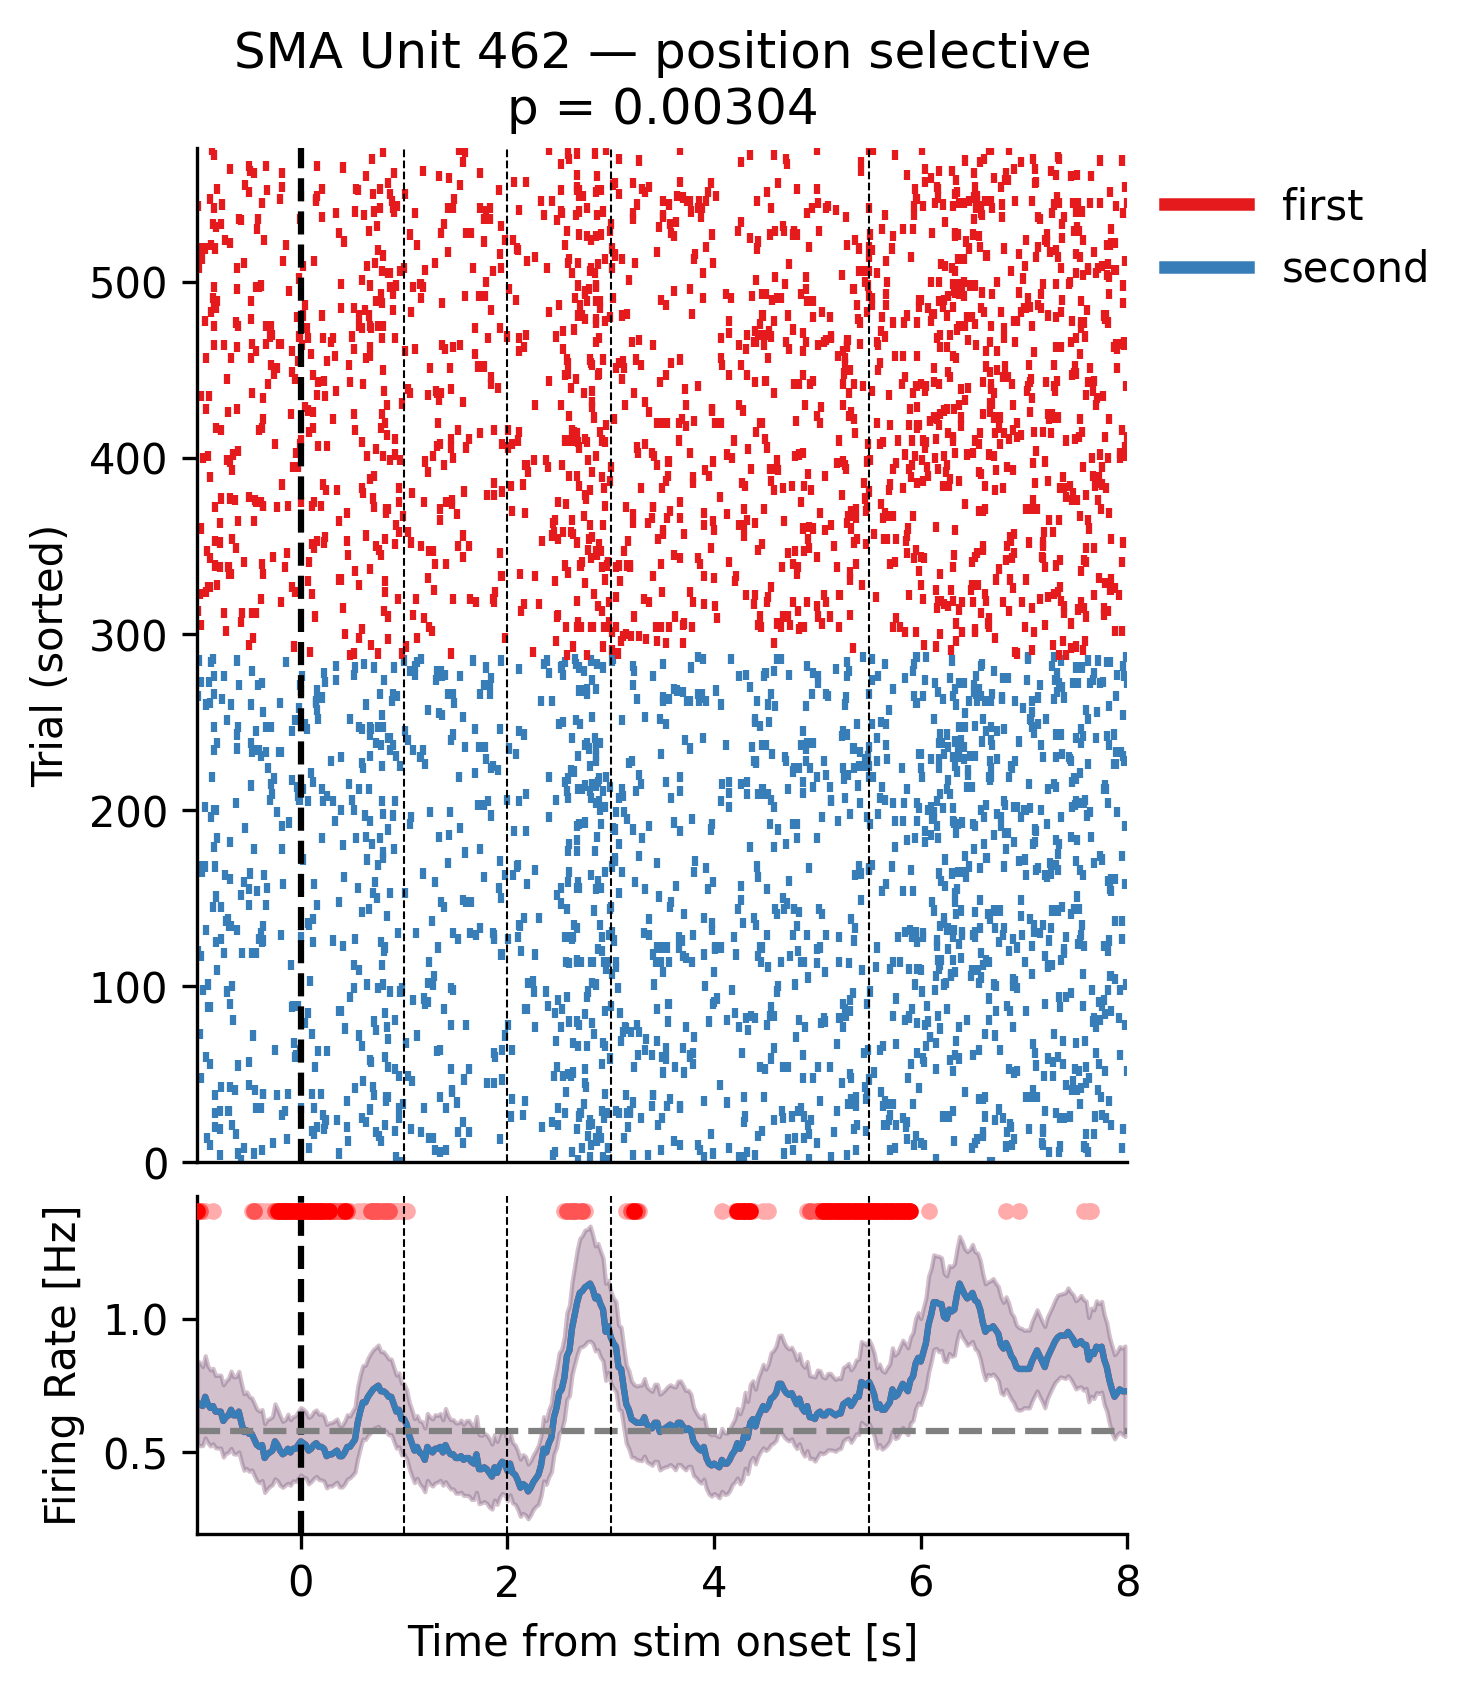 SMA Unit 462 — position selective
p = 0.00304
first
second
500
400
300
200
100
0
Trial (sorted)
1.0
0.5
Firing Rate [Hz]
0 2 4 6 8
Time from stim onset [s]